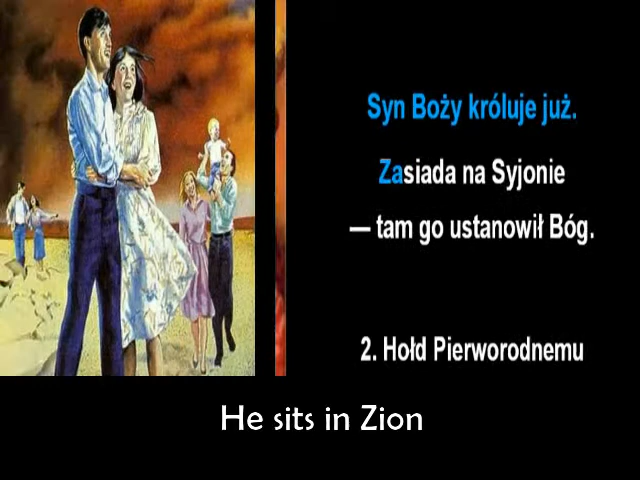 Syn Boży króluje już.
Zasiada na Syjonie
— tam go ustanowił Bóg.
2. Hołd Pierworodnemu
He sits in Zion